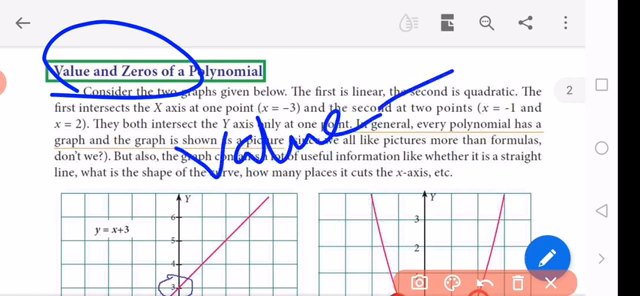 2
Value and Zeros of a Polynomial
Consider the two graphs given below. The first is linear, the second is quadratic. The
first intersects the X axis at one point (x = −3) and the second at two points (x = -1 and
x = 2). They both intersect the Y axis only at one point. In general, every polynomial has a
graph and the graph is shown as a picture (since we all like pictures more than formulas,
don't we?). But also, the graph contains a lot of useful information like whether it is a straight
line, what is the shape of the curve, how many places it cuts the x-axis, etc.
value
Y
Y
6
y = x+3
5
4
3
3
2